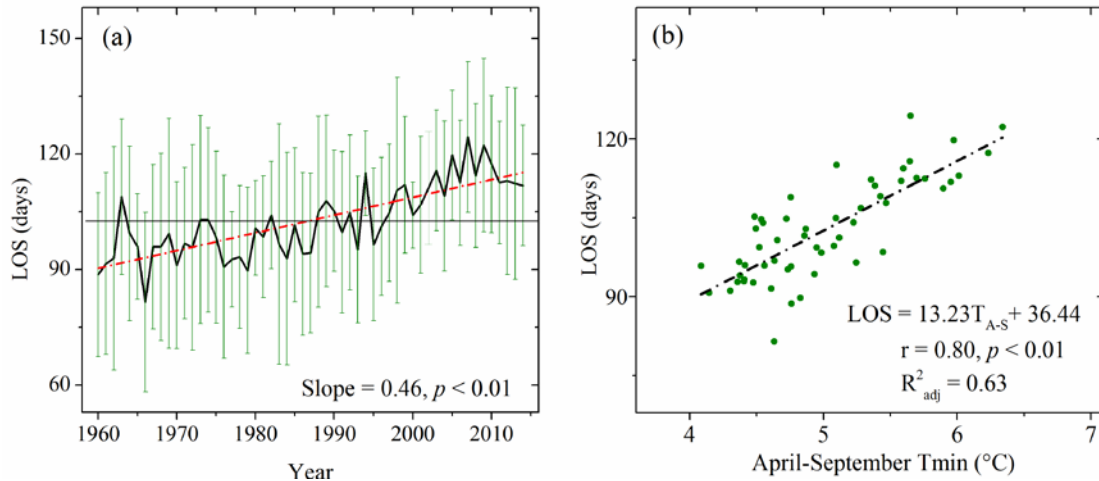 (a)
150
120
90
60
LOS (days)
Slope = 0.46, p < 0.01
1960 1970 1980 1990 2000 2010
Year
(b)
120
90
LOS (days)
LOS = 13.23T_A-S + 36.44
r = 0.80, p < 0.01
R²adj = 0.63
4 5 6 7
April-September Tmin (°C)